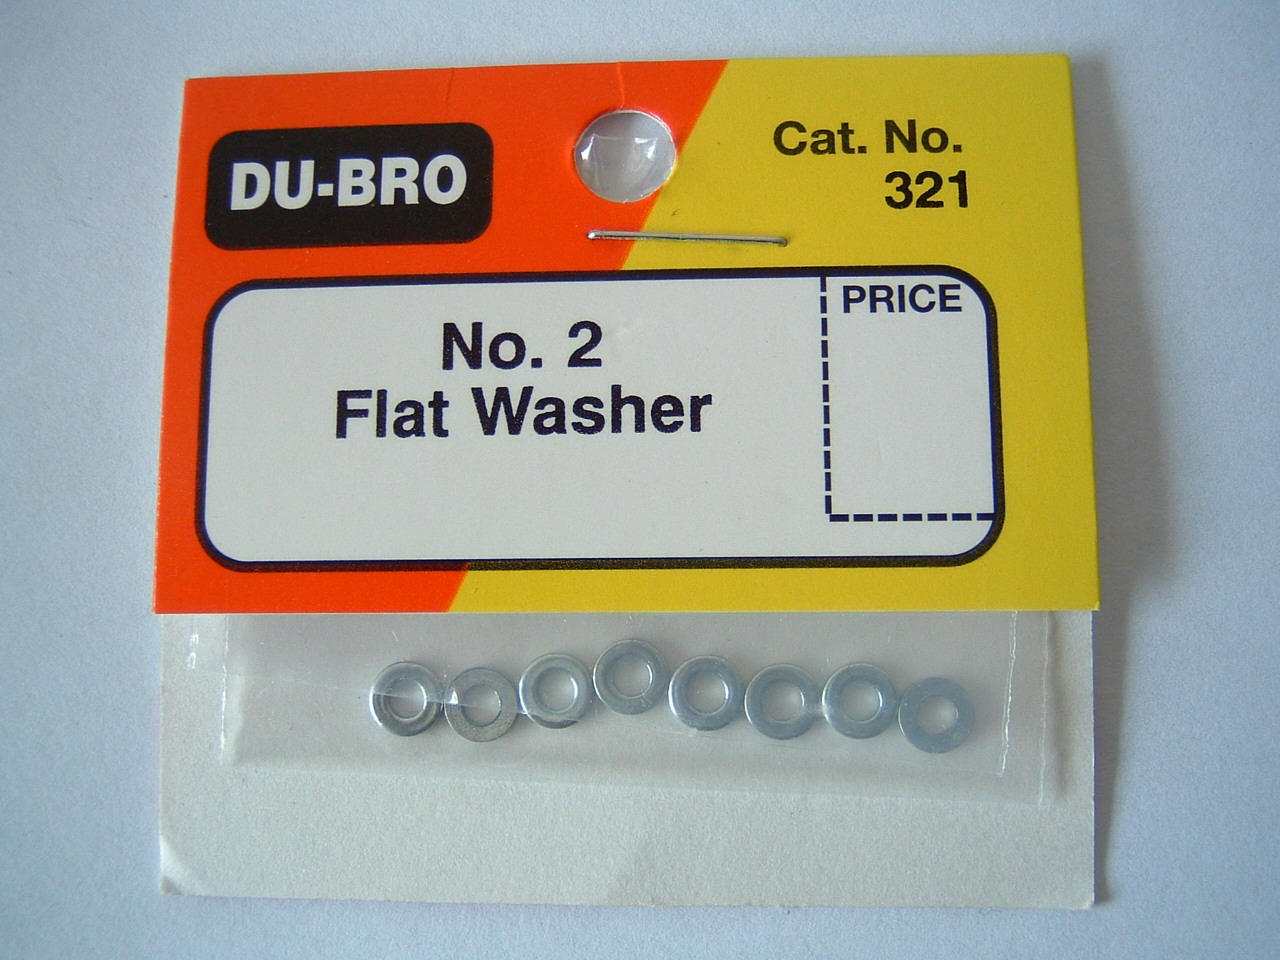 DU-BRO
Cat. No.
321
No. 2
Flat Washer
PRICE